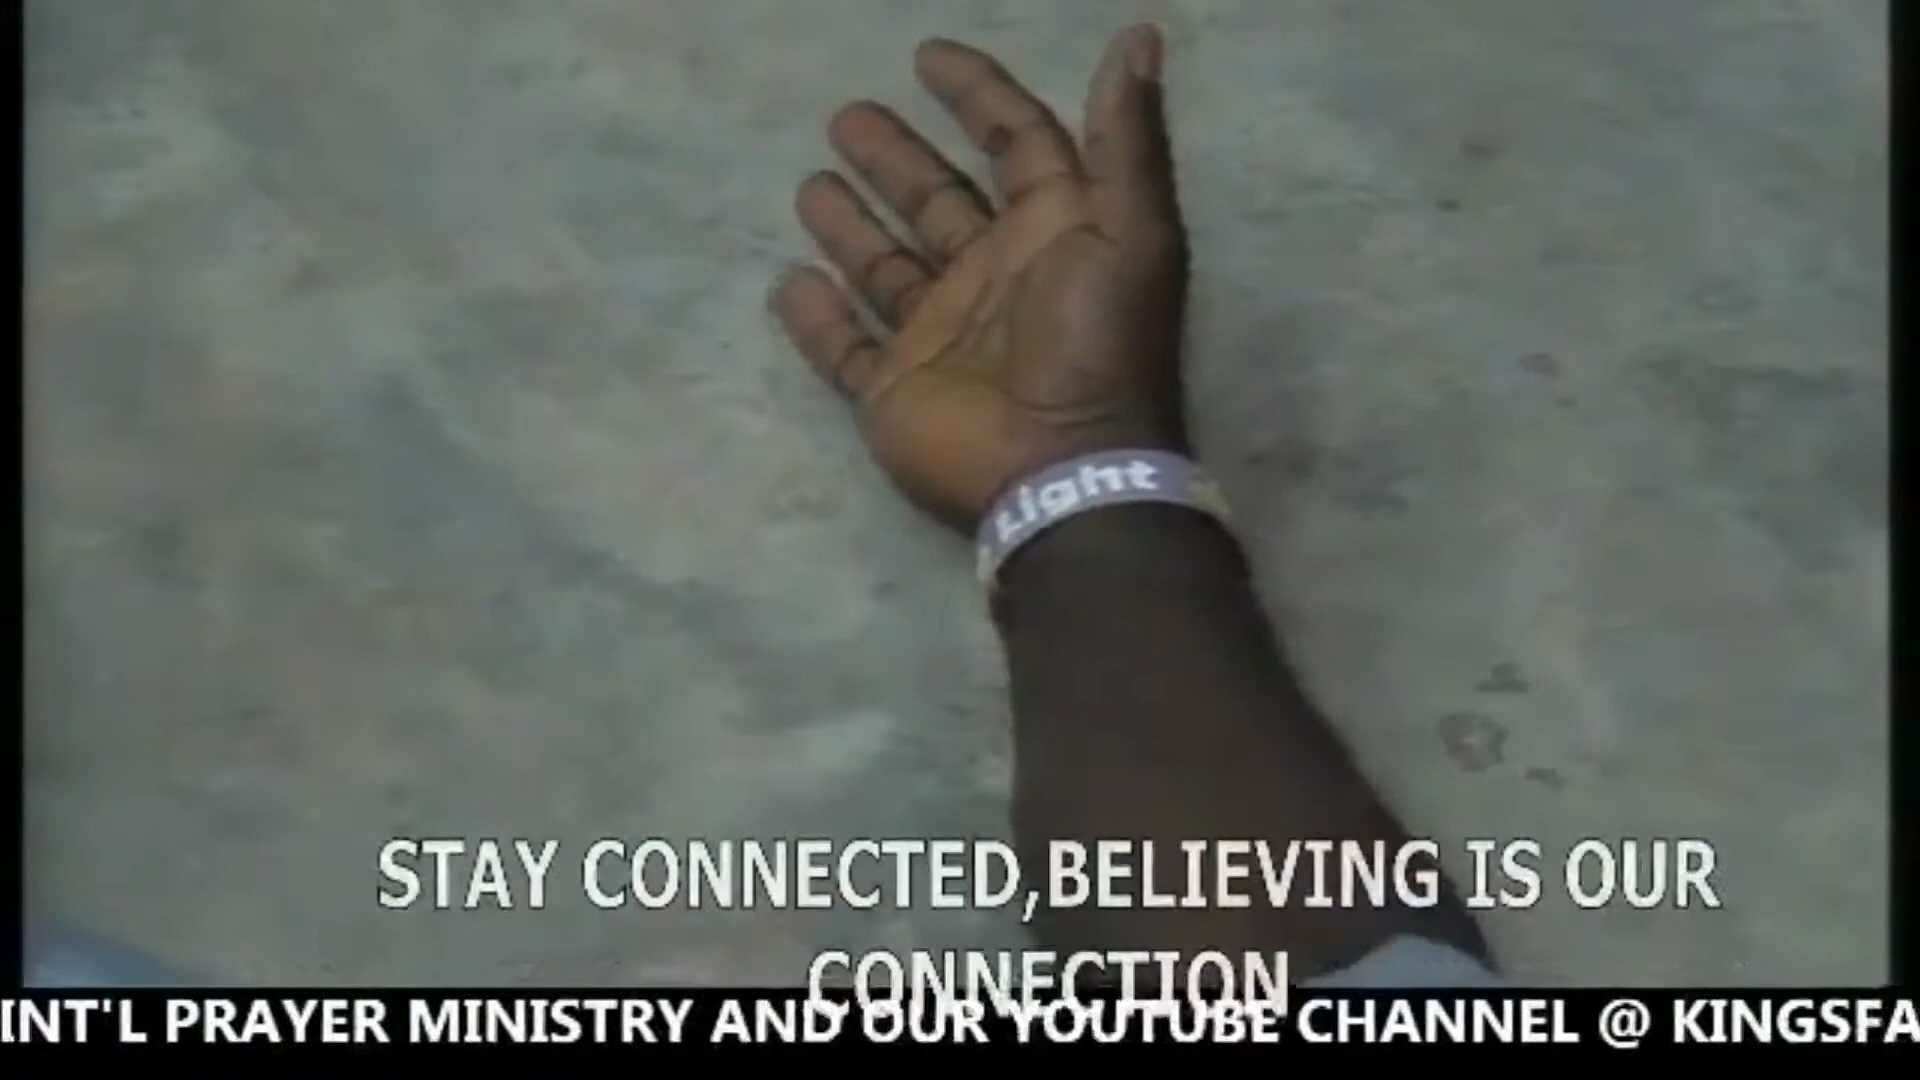 Light
STAY CONNECTED,BELIEVING IS OUR
CONNECTION
INT'L PRAYER MINISTRY AND OUR YOUTUBE CHANNEL @ KINGSFA